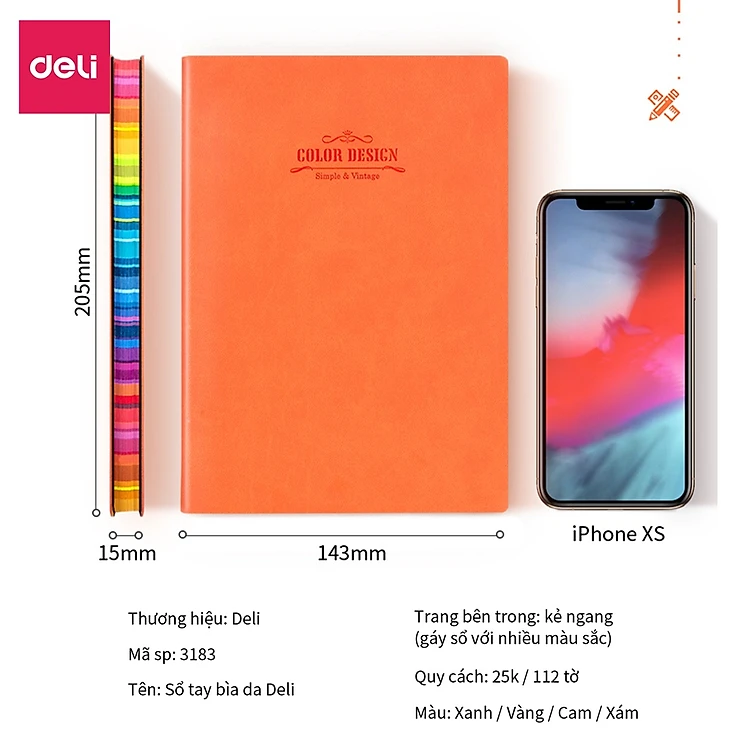 deli
COLOR DESIGN
Simple & Vintage
205mm
15mm
143mm
iPhone XS
Thương hiệu: Deli
Mã sp: 3183
Tên: Sổ tay bìa da Deli
Trang bên trong: kẻ ngang
(gáy sổ với nhiều màu sắc)
Quy cách: 25k / 112 tờ
Màu: Xanh / Vàng / Cam / Xám